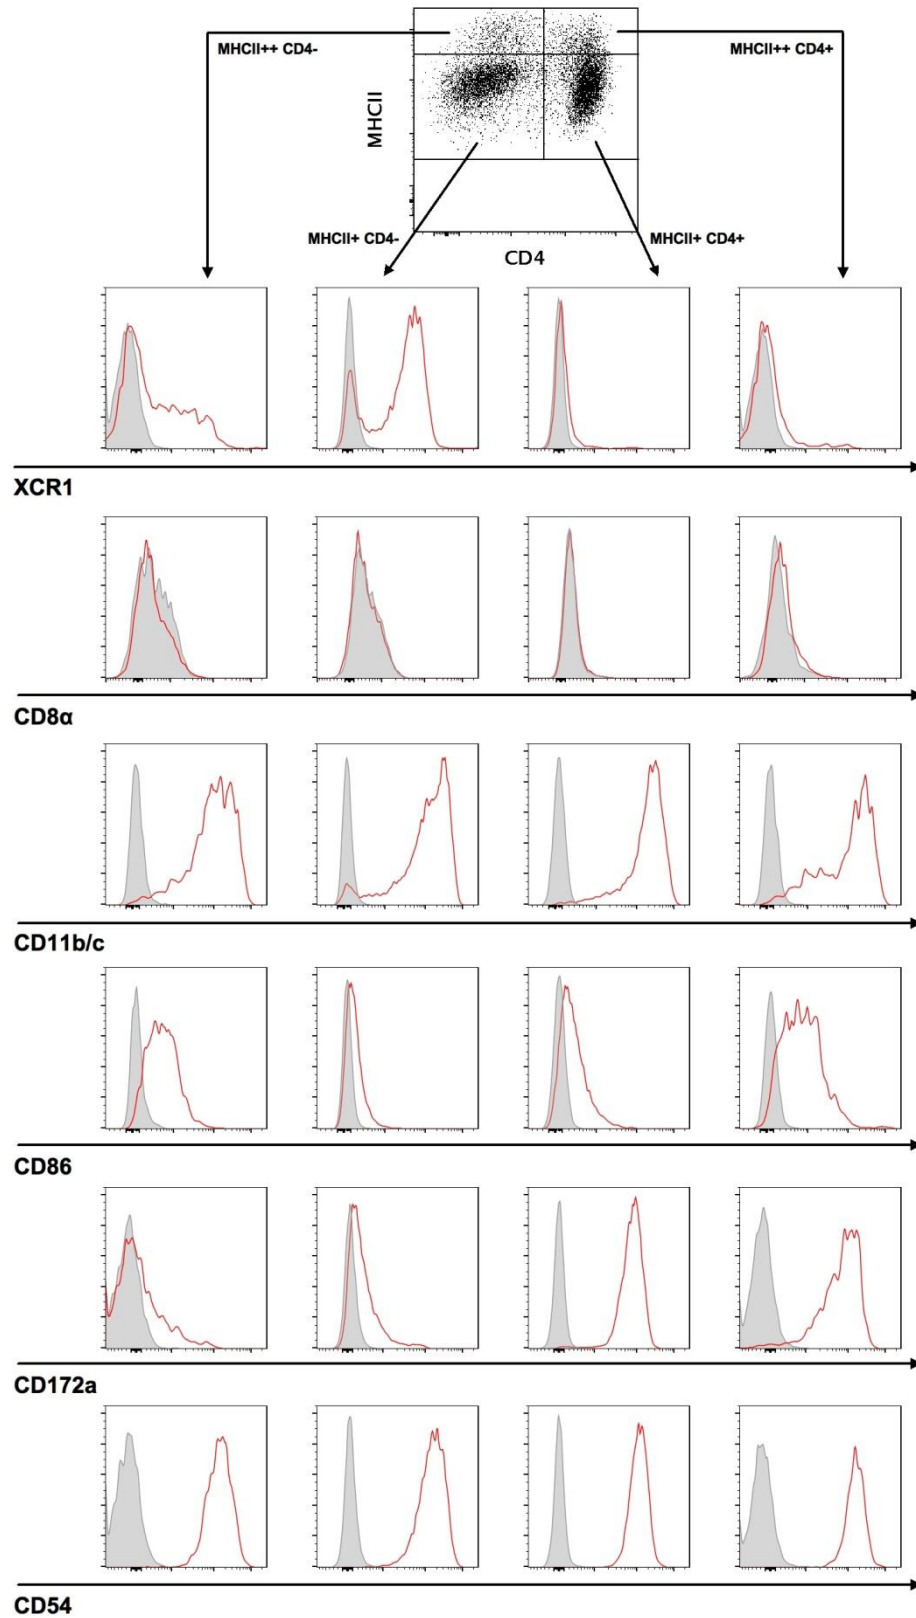 MHCII++ CD4-
MHCII++ CD4+
MHCII
MHCII+ CD4-
MHCII+ CD4+
CD4
XCR1
CD8α
CD11b/c
CD86
CD172a
CD54